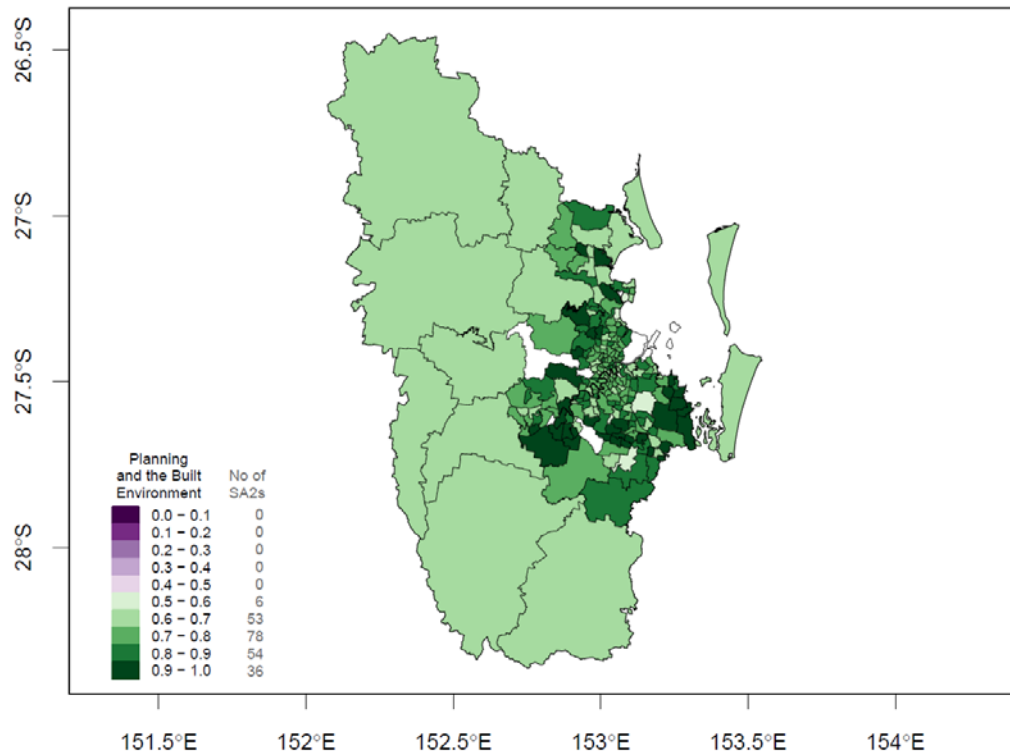 26.5°S
27°S
27.5°S
28°S
Planning
and the Built
Environment
No of
SA2s
0.0 − 0.1 0
0.1 − 0.2 0
0.2 − 0.3 0
0.3 − 0.4 0
0.4 − 0.5 0
0.5 − 0.6 6
0.6 − 0.7 53
0.7 − 0.8 78
0.8 − 0.9 54
0.9 − 1.0 36
151.5°E 152°E 152.5°E 153°E 153.5°E 154°E